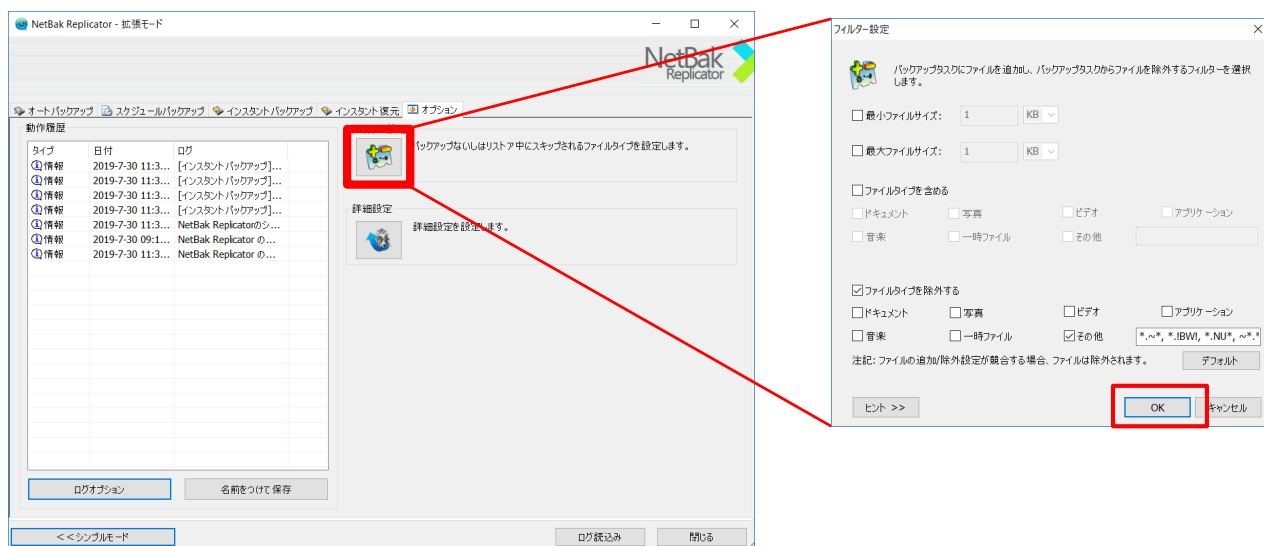 NetBak Replicator - 拡張モード
NetBak
Replicator
オートバックアップ スケジュールバックアップ インスタントバックアップ インスタント復元 オプション
動作履歴
タイプ 日付 ログ
情報 2019-7-30 11:3... [インスタントバックアップ]...
情報 2019-7-30 11:3... [インスタントバックアップ]...
情報 2019-7-30 11:3... [インスタントバックアップ]...
情報 2019-7-30 11:3... [インスタントバックアップ]...
情報 2019-7-30 11:3... NetBak Replicatorのシ...
情報 2019-7-30 09:1... NetBak Replicator の...
情報 2019-7-30 11:3... NetBak Replicator の...
ログオプション 名前をつけて保存
バックアップないしはリストア中にスキップされるファイルタイプを設定します。
詳細設定
詳細設定を設定します。
<<シンプルモード ログ読込み 閉じる
フィルター設定
バックアップタスクにファイルを追加し、バックアップタスクからファイルを除外するフィルターを選択
します。
最小ファイルサイズ: 1 KB
最大ファイルサイズ: 1 KB
ファイルタイプを含める
ドキュメント 写真 ビデオ アプリケーション
音楽 一時ファイル その他
ファイルタイプを除外する
ドキュメント 写真 ビデオ アプリケーション
音楽 一時ファイル その他 *.~*, *.!BW!, *.NU*, ~*.*
注記: ファイルの追加/除外設定が競合する場合、ファイルは除外されます。 デフォルト
ヒント >> OK キャンセル